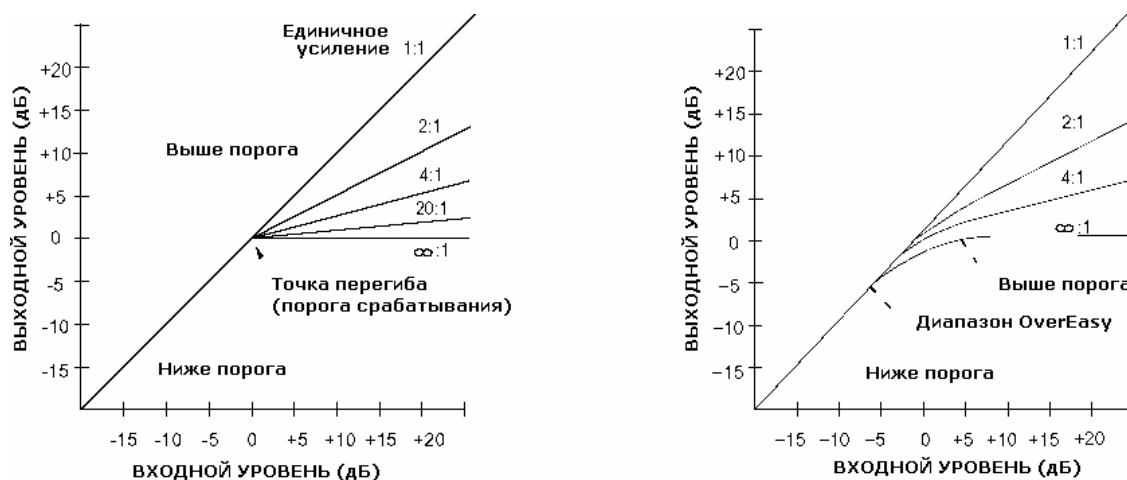 ВЫХОДНОЙ УРОВЕНЬ (дБ)
+20
+15
+10
+5
0
-5
-10
-15
Единичное
усиление
1:1
2:1
4:1
20:1
∞:1
Выше порога
Точка перегиба
(порога срабатывания)
Ниже порога
-15 -10 -5 0 +5 +10 +15 +20
ВХОДНОЙ УРОВЕНЬ (дБ)
ВЫХОДНОЙ УРОВЕНЬ (дБ)
+20
+15
+10
+5
0
-5
-10
-15
1:1
2:1
4:1
∞:1
Выше порога
Диапазон OverEasy
Ниже порога
-15 -10 -5 0 +5 +10 +15 +20
ВХОДНОЙ УРОВЕНЬ (дБ)